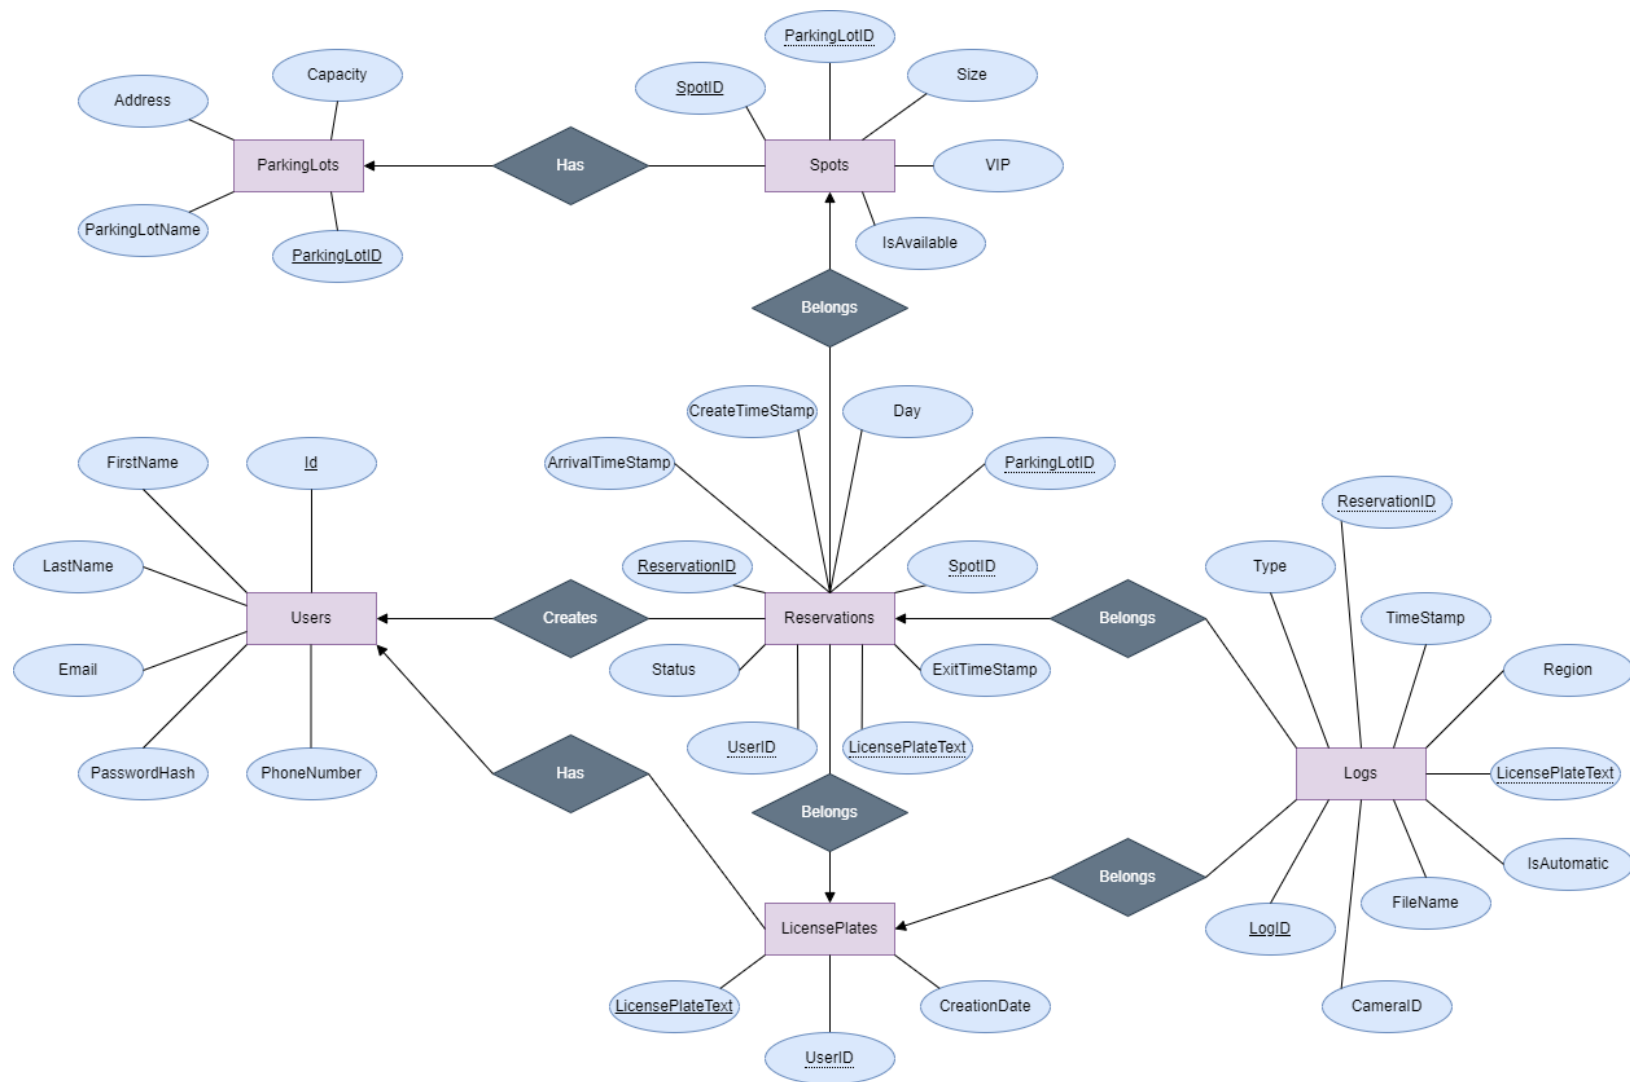 ParkingLotID
Capacity
Size
SpotID
Address
ParkingLots
Has
Spots
VIP
ParkingLotName
IsAvailable
ParkingLotID
Belongs
CreateTimeStamp
Day
FirstName
Id
ArrivalTimeStamp
ParkingLotID
ReservationID
LastName
ReservationID
SpotID
Type
Users
Creates
Reservations
Belongs
TimeStamp
Email
Status
ExitTimeStamp
Region
UserID
LicensePlateText
PasswordHash
PhoneNumber
Has
Logs
LicensePlateText
Belongs
IsAutomatic
Belongs
FileName
LicensePlates
LogID
LicensePlateText
CreationDate
CameraID
UserID